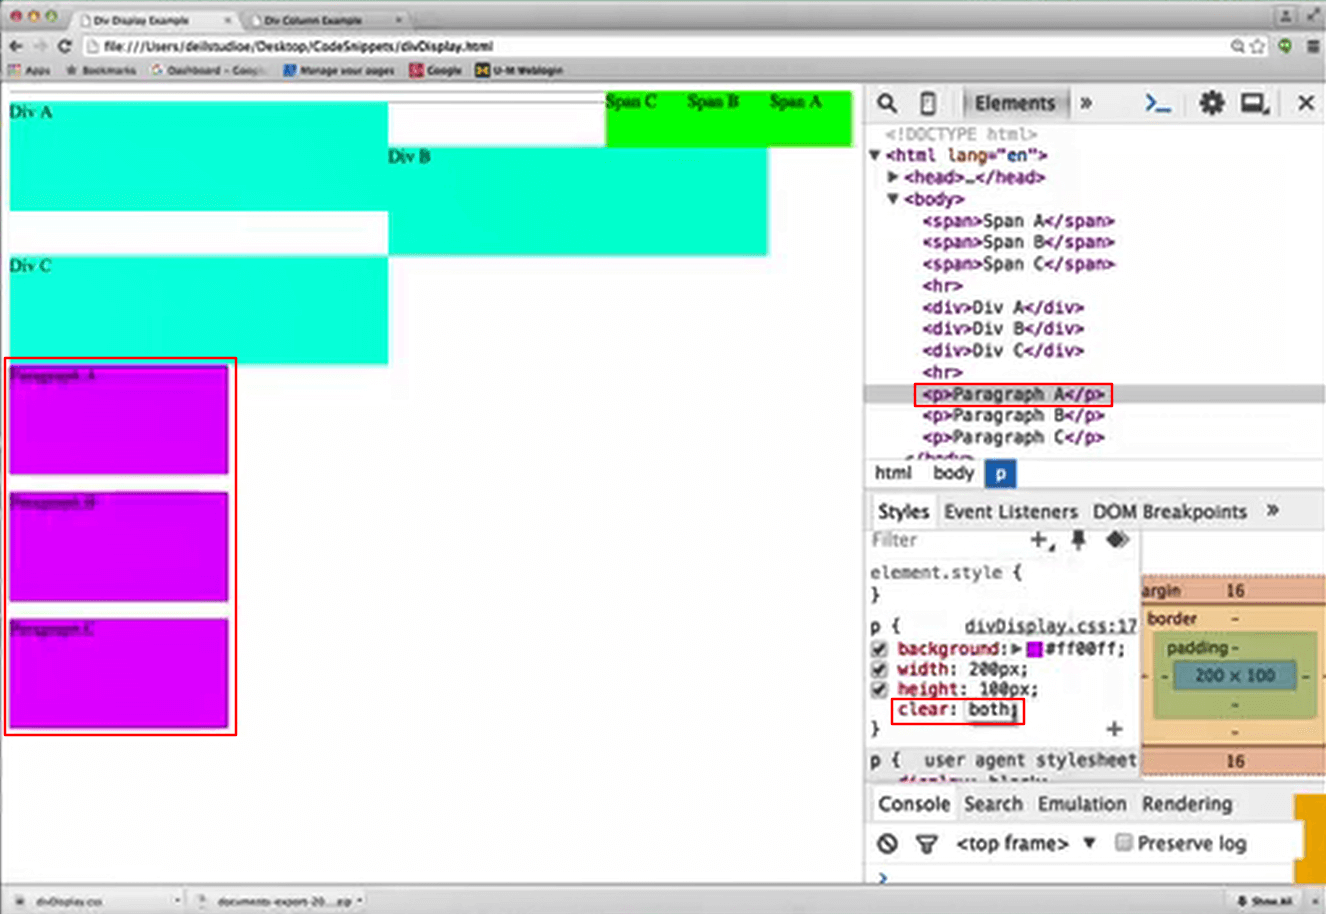 Div Display Example
Div Column Example
file:///Users/deilstudioe/Desktop/CodeSnippets/divDisplay.html
Apps Bookmarks Dashboard - Googl Manage your pages Google U-M Weblogin
Div A
Span C Span B Span A
Div B
Div C
Paragraph A
Paragraph B
Paragraph C
Elements »
<!DOCTYPE html>
<html lang="en">
<head>…</head>
<body>
<span>Span A</span>
<span>Span B</span>
<span>Span C</span>
<hr>
<div>Div A</div>
<div>Div B</div>
<div>Div C</div>
<hr>
<p>Paragraph A</p>
<p>Paragraph B</p>
<p>Paragraph C</p>
</body>
html body p
Styles Event Listeners DOM Breakpoints »
Filter
element.style {
}
p { divDisplay.css:17
background: #ff00ff;
width: 200px;
height: 100px;
clear: both;
}
p { user agent stylesheet
display: block;
argin 16
border -
padding -
- - 200 × 100 - -
-
-
16
Console Search Emulation Rendering
<top frame> ▼ Preserve log
>
divDisplay.css
documents-export-20....zip
Show All